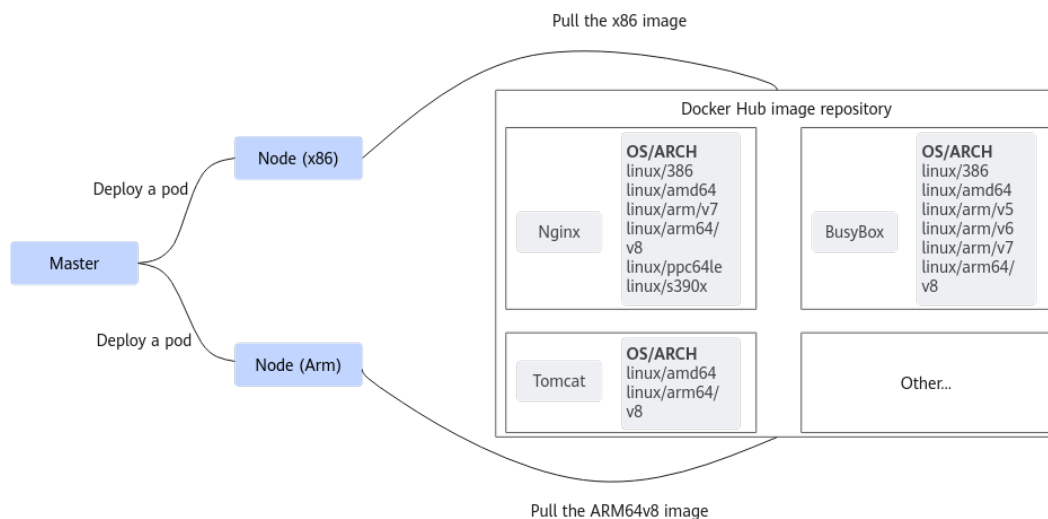 Pull the x86 image
Docker Hub image repository
Node (x86)
Deploy a pod
Master
Deploy a pod
Node (Arm)
Nginx
OS/ARCH
linux/386
linux/amd64
linux/arm/v7
linux/arm64/
v8
linux/ppc64le
linux/s390x
BusyBox
OS/ARCH
linux/386
linux/amd64
linux/arm/v5
linux/arm/v6
linux/arm/v7
linux/arm64/
v8
Tomcat
OS/ARCH
linux/amd64
linux/arm64/
v8
Other...
Pull the ARM64v8 image